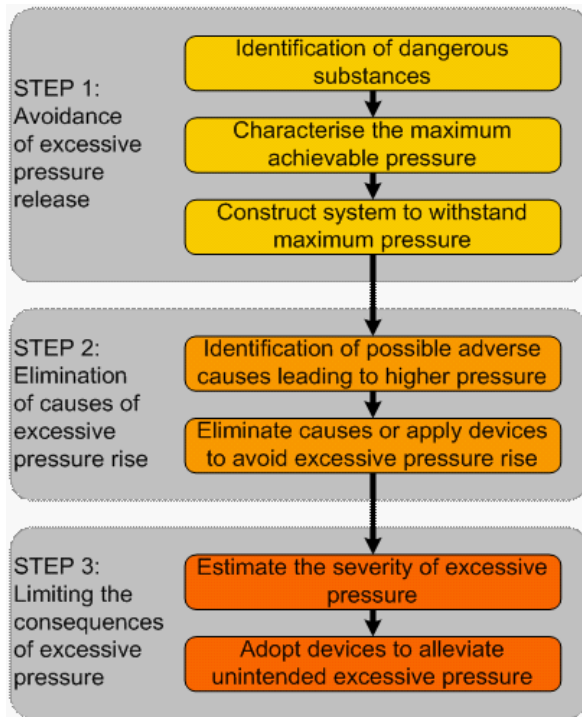 STEP 1:
Avoidance
of excessive
pressure
release
Identification of dangerous
substances
Characterise the maximum
achievable pressure
Construct system to withstand
maximum pressure
STEP 2:
Elimination
of causes of
excessive
pressure rise
Identification of possible adverse
causes leading to higher pressure
Eliminate causes or apply devices
to avoid excessive pressure rise
STEP 3:
Limiting the
consequences
of excessive
pressure
Estimate the severity of excessive
pressure
Adopt devices to alleviate
unintended excessive pressure